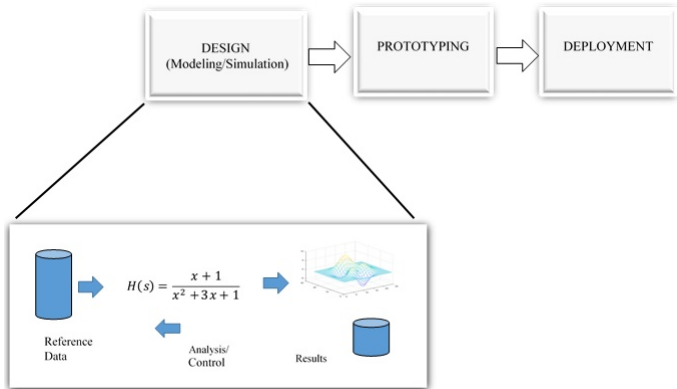 DESIGN
(Modeling/Simulation)
PROTOTYPING
DEPLOYMENT
H(s) = x + 1 / x² + 3x + 1
Reference
Data
Analysis/
Control
Results